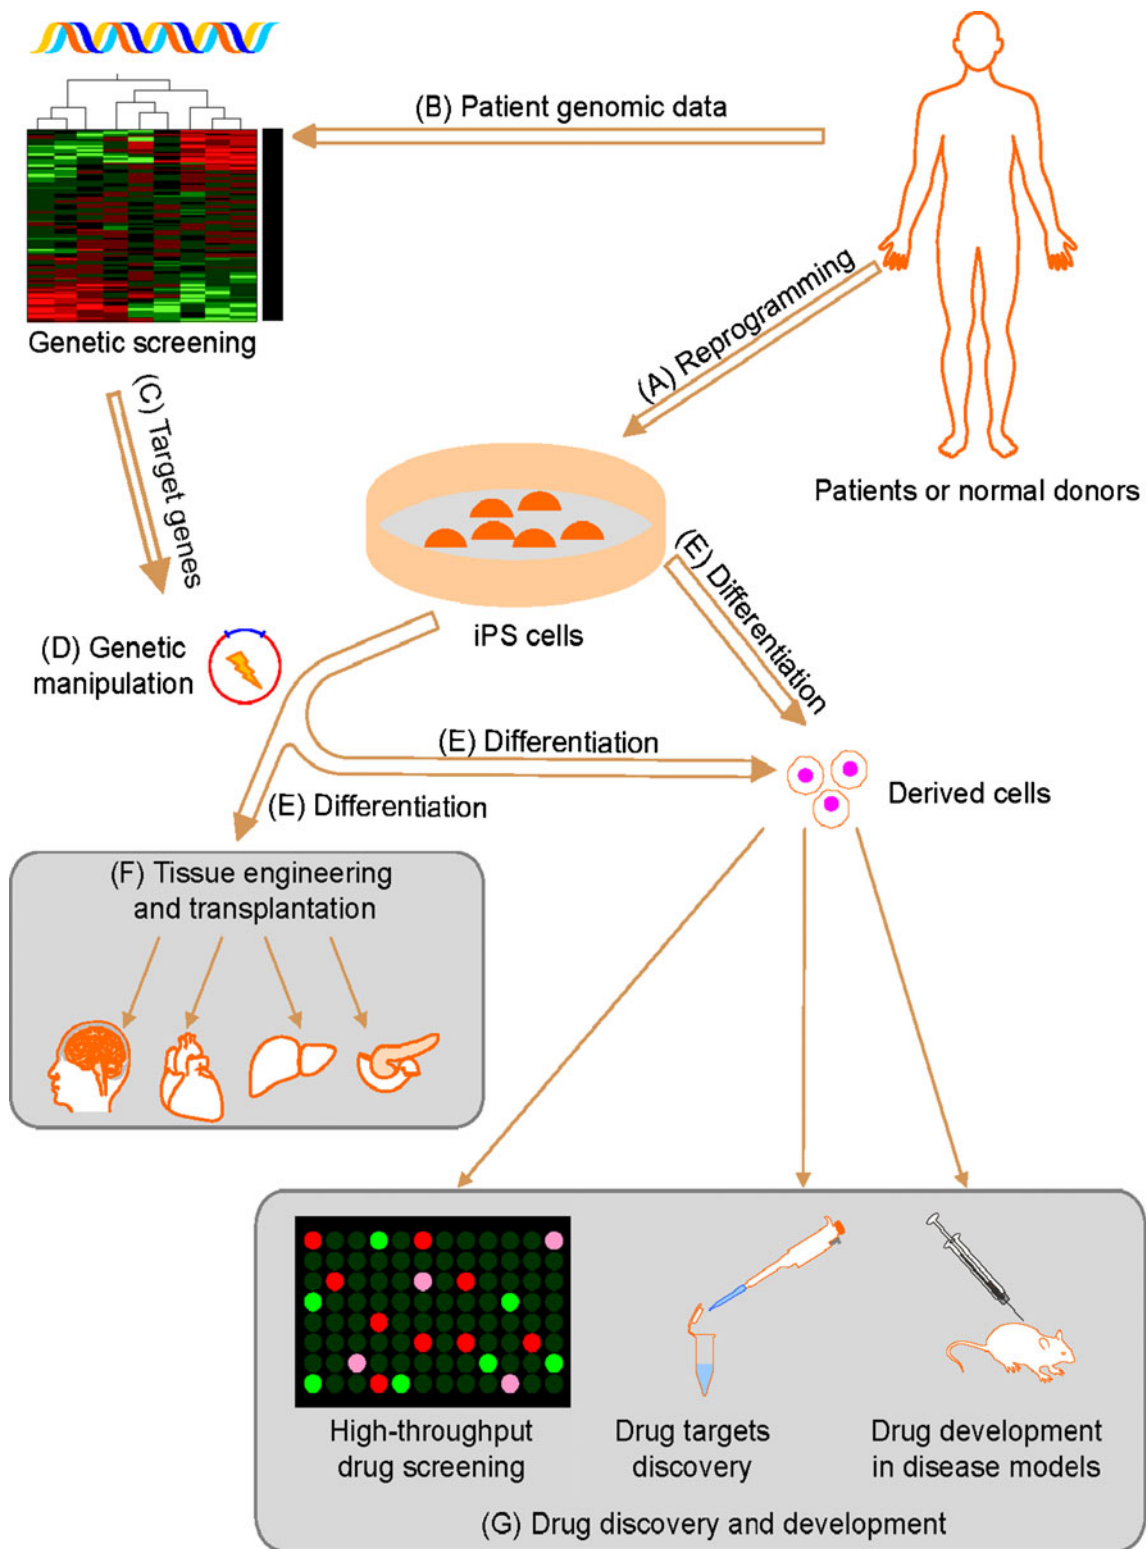 (B) Patient genomic data
Genetic screening
(A) Reprogramming
Patients or normal donors
(C) Target genes
iPS cells
(E) Differentiation
(D) Genetic
manipulation
(E) Differentiation
(E) Differentiation
Derived cells
(F) Tissue engineering
and transplantation
High-throughput
drug screening
Drug targets
discovery
Drug development
in disease models
(G) Drug discovery and development